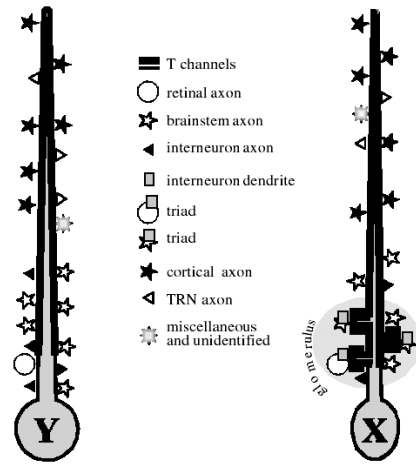 T channels
retinal axon
brainstem axon
interneuron axon
interneuron dendrite
triad
triad
cortical axon
TRN axon
miscellaneous
and unidentified
glomerulus
Y
X